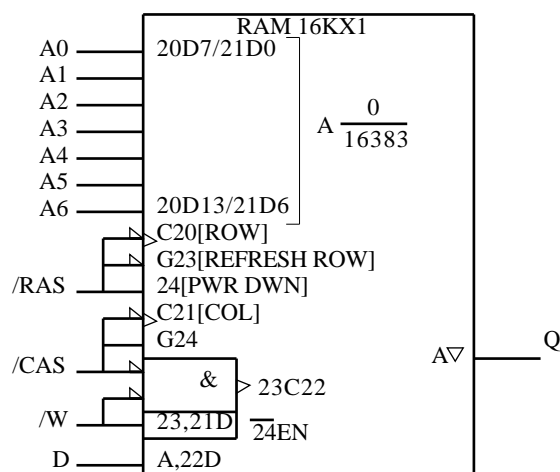 RAM 16KX1
A0 20D7/21D0
A1
A2 A 0
A3 16383
A4
A5
A6 20D13/21D6
C20[ROW]
G23[REFRESH ROW]
/RAS 24[PWR DWN]
C21[COL]
G24 Q
/CAS & 23C22 A▽
/W 23,21D 24EN
D A,22D